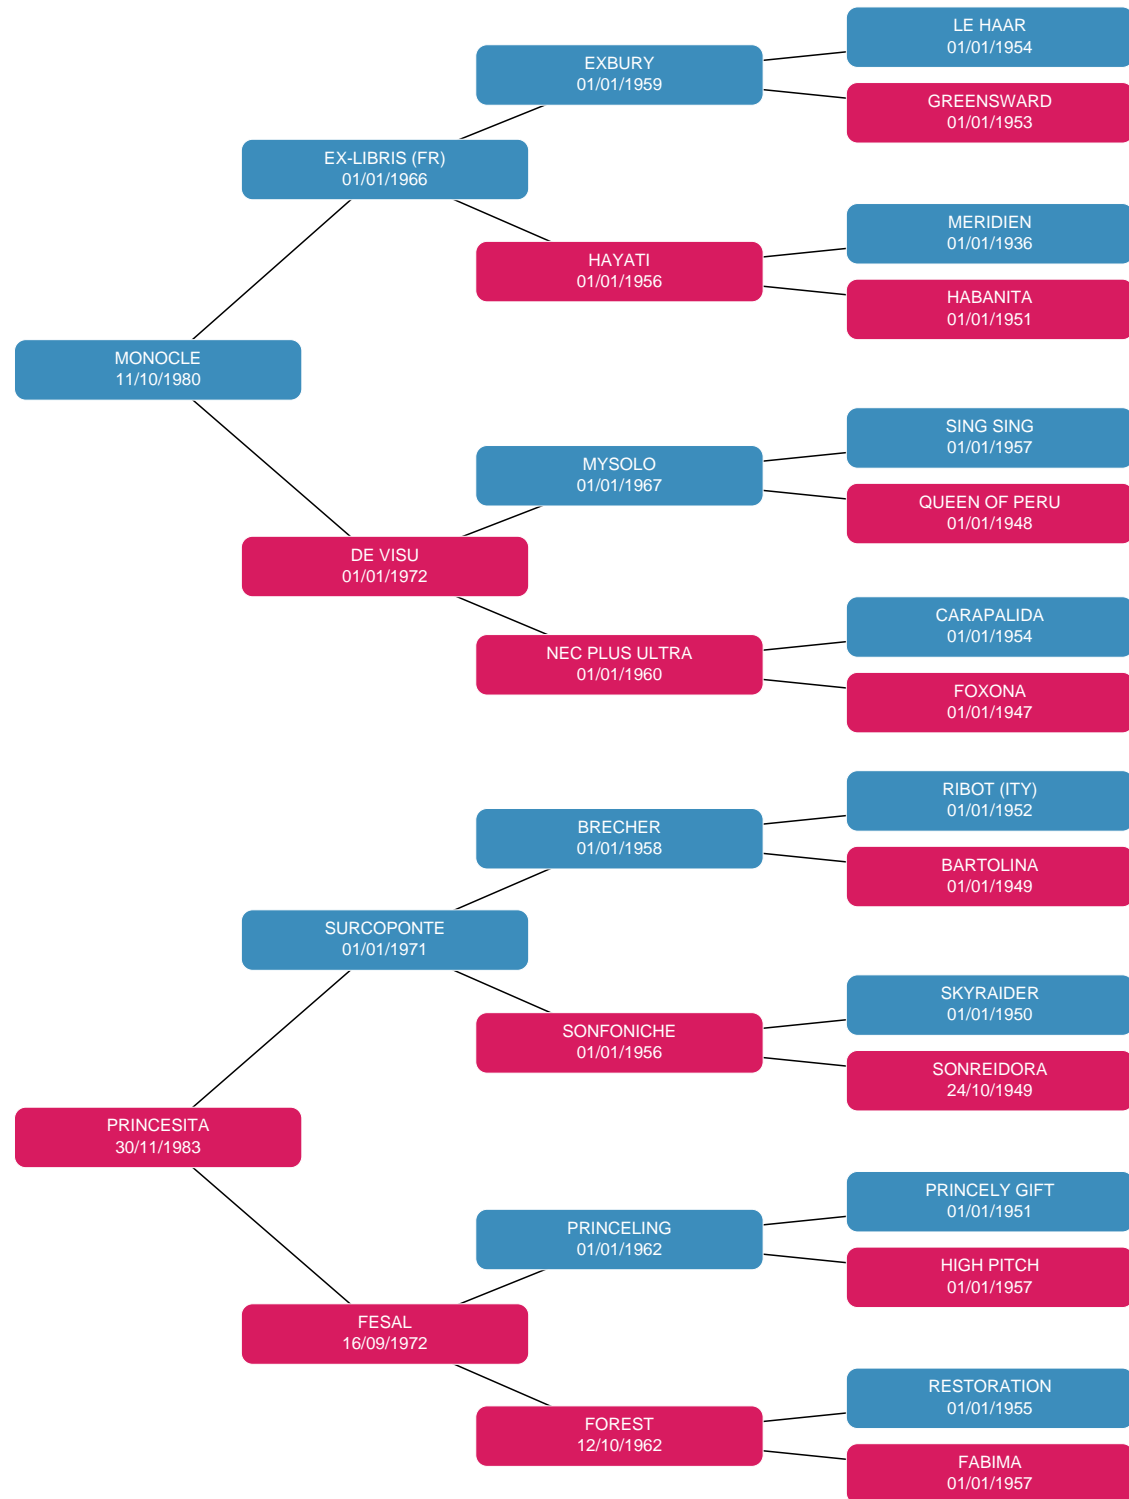 LE HAAR
01/01/1954
EXBURY
01/01/1959
GREENSWARD
01/01/1953
EX-LIBRIS (FR)
01/01/1966
MERIDIEN
01/01/1936
HAYATI
01/01/1956
HABANITA
01/01/1951
MONOCLE
11/10/1980
SING SING
01/01/1957
MYSOLO
01/01/1967
QUEEN OF PERU
01/01/1948
DE VISU
01/01/1972
CARAPALIDA
01/01/1954
NEC PLUS ULTRA
01/01/1960
FOXONA
01/01/1947
RIBOT (ITY)
01/01/1952
BRECHER
01/01/1958
BARTOLINA
01/01/1949
SURCOPONTE
01/01/1971
SKYRAIDER
01/01/1950
SONFONICHE
01/01/1956
SONREIDORA
24/10/1949
PRINCESITA
30/11/1983
PRINCELY GIFT
01/01/1951
PRINCELING
01/01/1962
HIGH PITCH
01/01/1957
FESAL
16/09/1972
RESTORATION
01/01/1955
FOREST
12/10/1962
FABIMA
01/01/1957